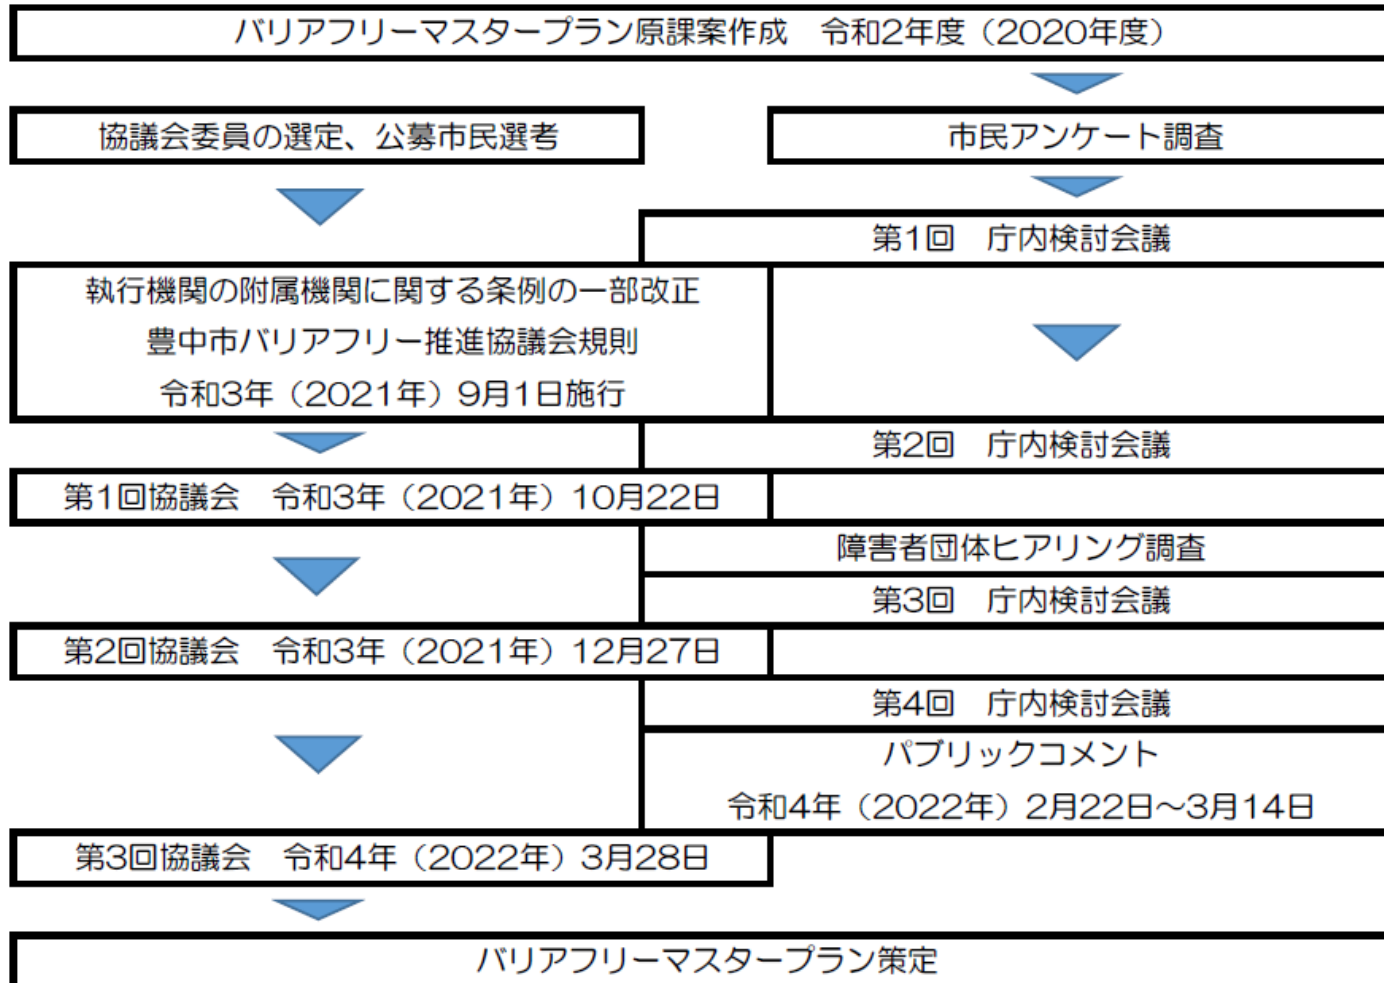 バリアフリーマスタープラン原課案作成　令和2年度（2020年度）
協議会委員の選定、公募市民選考
市民アンケート調査
第1回　庁内検討会議
執行機関の附属機関に関する条例の一部改正
豊中市バリアフリー推進協議会規則
令和3年（2021年）9月1日施行
第2回　庁内検討会議
第1回協議会　令和3年（2021年）10月22日
障害者団体ヒアリング調査
第3回　庁内検討会議
第2回協議会　令和3年（2021年）12月27日
第4回　庁内検討会議
パブリックコメント
令和4年（2022年）2月22日～3月14日
第3回協議会　令和4年（2022年）3月28日
バリアフリーマスタープラン策定